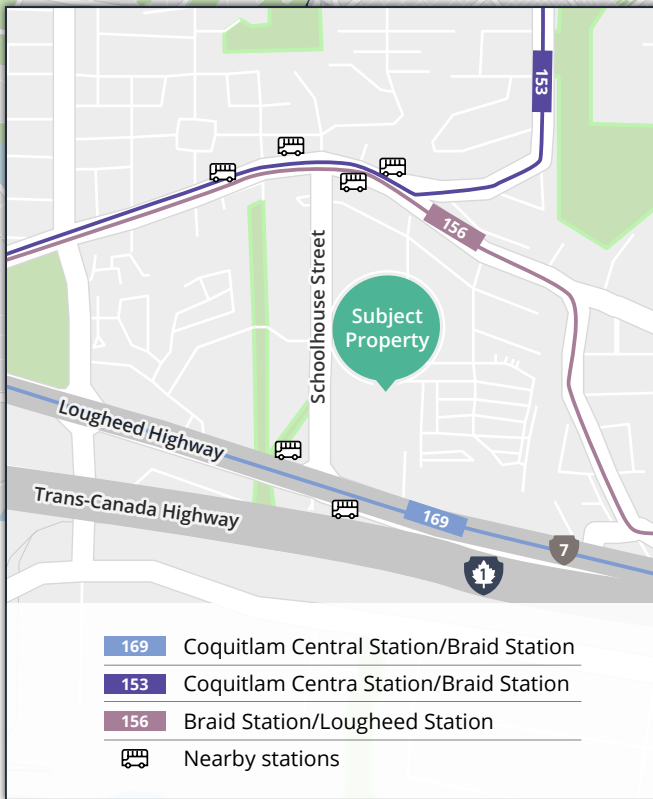 153
156
Schoolhouse Street
Subject
Property
Lougheed Highway
Trans-Canada Highway
169
7
1
169 Coquitlam Central Station/Braid Station
153 Coquitlam Centra Station/Braid Station
156 Braid Station/Lougheed Station
Nearby stations